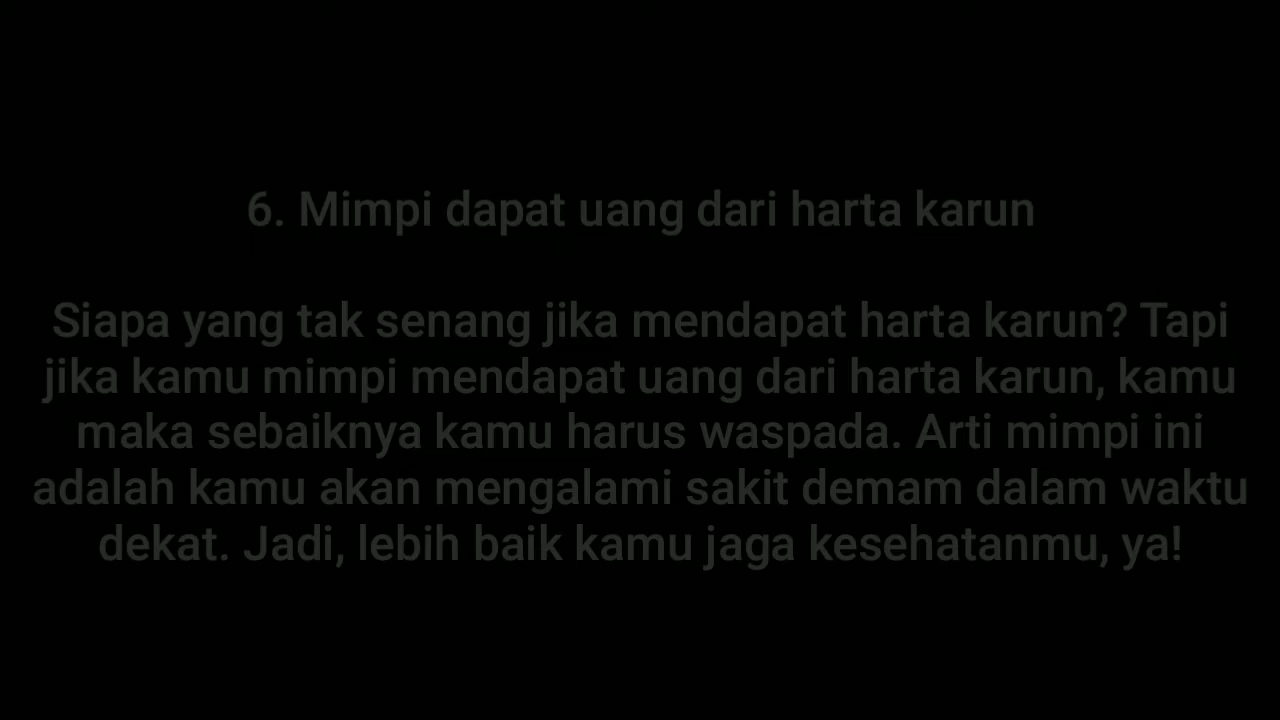 6. Mimpi dapat uang dari harta karun
Siapa yang tak senang jika mendapat harta karun? Tapi
jika kamu mimpi mendapat uang dari harta karun, kamu
maka sebaiknya kamu harus waspada. Arti mimpi ini
adalah kamu akan mengalami sakit demam dalam waktu
dekat. Jadi, lebih baik kamu jaga kesehatanmu, ya!